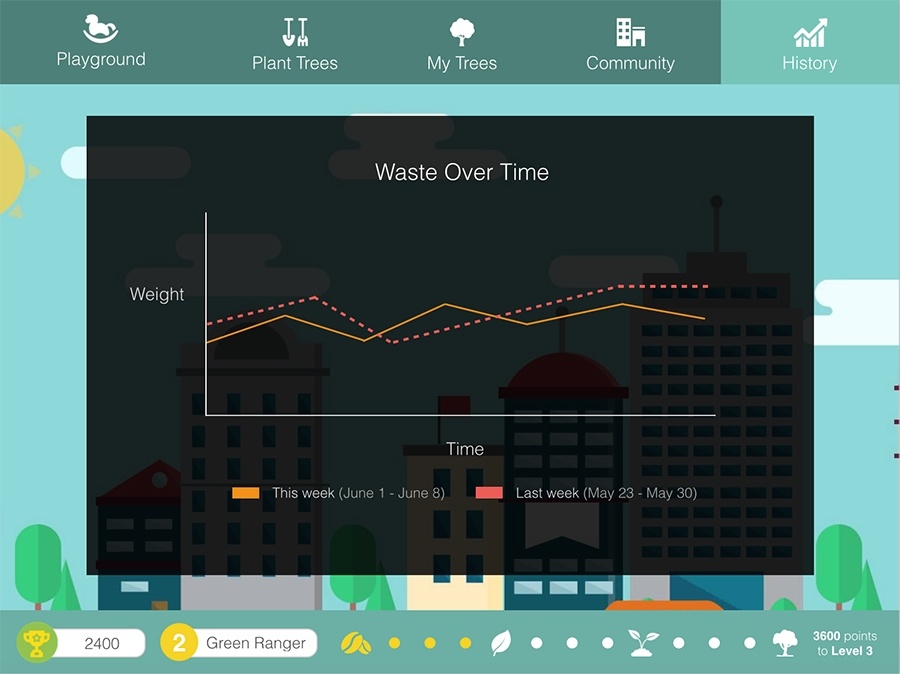 Playground
Plant Trees
My Trees
Community
History
Waste Over Time
Weight
Time
This week (June 1 - June 8)
Last week (May 23 - May 30)
2400
2
Green Ranger
3600 points
to Level 3